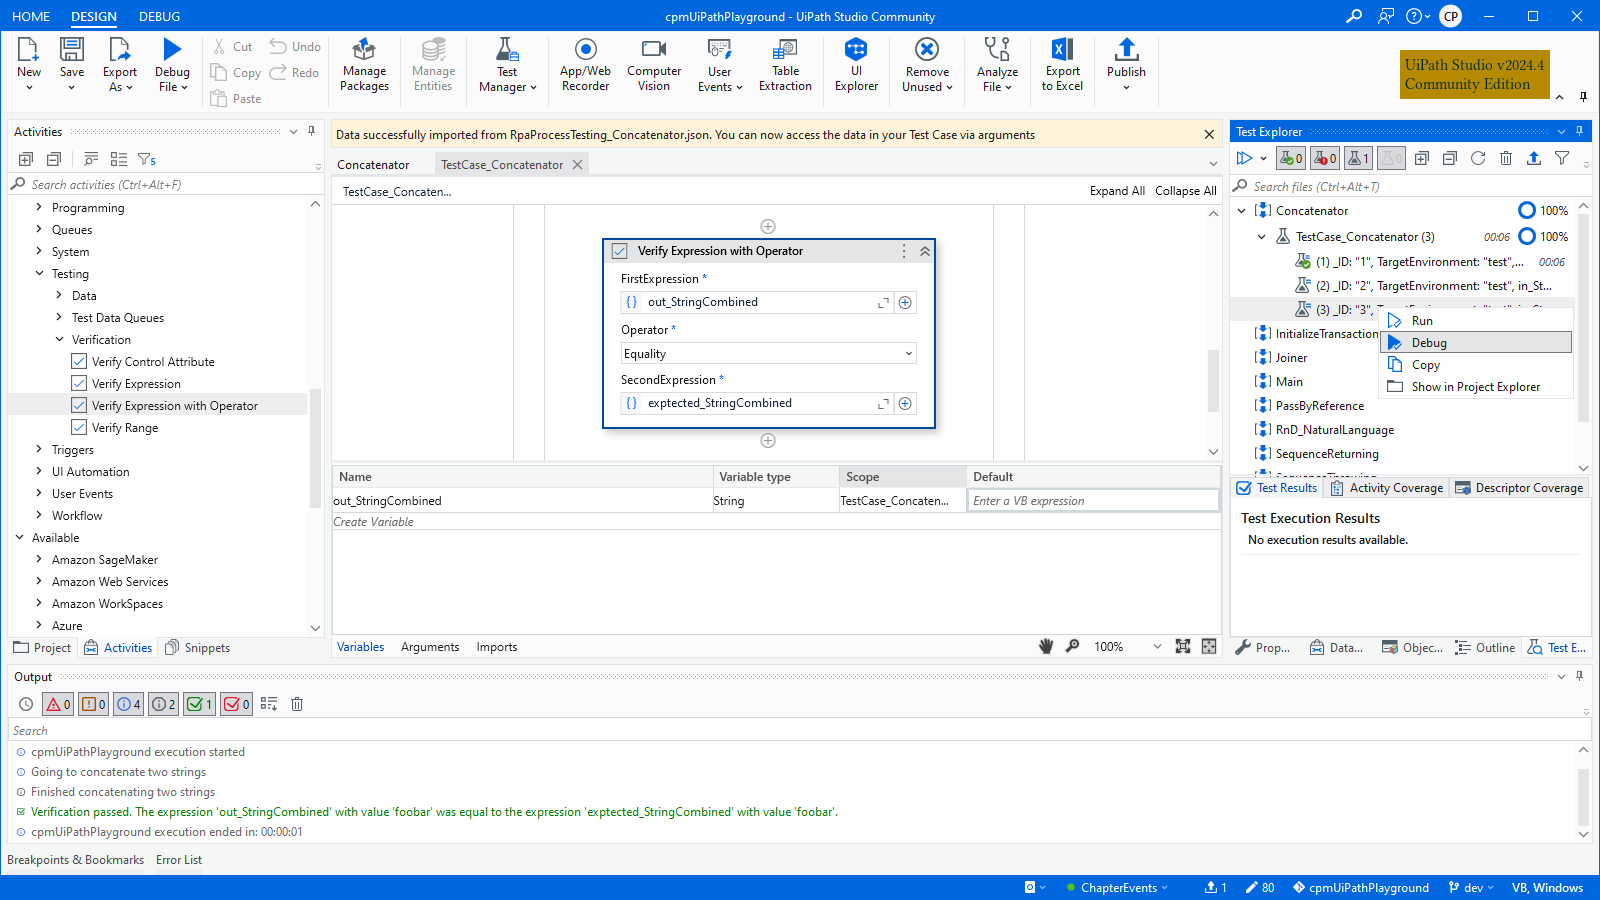 HOME DESIGN DEBUG cpmUiPathPlayground - UiPath Studio Community CP
New Save Export As Debug File Cut Undo
Copy Redo
Paste
Manage Packages Manage Entities Test Manager App/Web Recorder Computer Vision User Events Table Extraction UI Explorer Remove Unused Analyze File Export to Excel Publish
UiPath Studio v2024.4
Community Edition
Activities
5
Search activities (Ctrl+Alt+F)
Programming
Queues
System
Testing
Data
Test Data Queues
Verification
Verify Control Attribute
Verify Expression
Verify Expression with Operator
Verify Range
Triggers
UI Automation
User Events
Workflow
Available
Amazon SageMaker
Amazon Web Services
Amazon WorkSpaces
Azure
Project Activities Snippets
Data successfully imported from RpaProcessTesting_Concatenator.json. You can now access the data in your Test Case via arguments
Concatenator TestCase_Concatenator
TestCase_Concaten... Expand All Collapse All
Verify Expression with Operator
FirstExpression *
out_StringCombined
Operator *
Equality
SecondExpression *
exptected_StringCombined
Name Variable type Scope Default
out_StringCombined String TestCase_Concaten... Enter a VB expression
Create Variable
Variables Arguments Imports 100%
Test Explorer
0 0 1 0
Search files (Ctrl+Alt+T)
Concatenator 100%
TestCase_Concatenator (3) 00:06 100%
(1) _ID: "1", TargetEnvironment: "test",... 00:06
(2) _ID: "2", TargetEnvironment: "test", in_St...
(3) _ID: "3",
InitializeTransaction
Joiner
Main
PassByReference
RnD_NaturalLanguage
SequenceReturning
SequenceThrowing
Run
Debug
Copy
Show in Project Explorer
Test Results Activity Coverage Descriptor Coverage
Test Execution Results
No execution results available.
Prop... Data... Objec... Outline Test E...
Output
0 0 4 2 1 0
Search
cpmUiPathPlayground execution started
Going to concatenate two strings
Finished concatenating two strings
Verification passed. The expression 'out_StringCombined' with value 'foobar' was equal to the expression 'exptected_StringCombined' with value 'foobar'.
cpmUiPathPlayground execution ended in: 00:00:01
Breakpoints & Bookmarks Error List
ChapterEvents 1 80 cpmUiPathPlayground dev VB, Windows